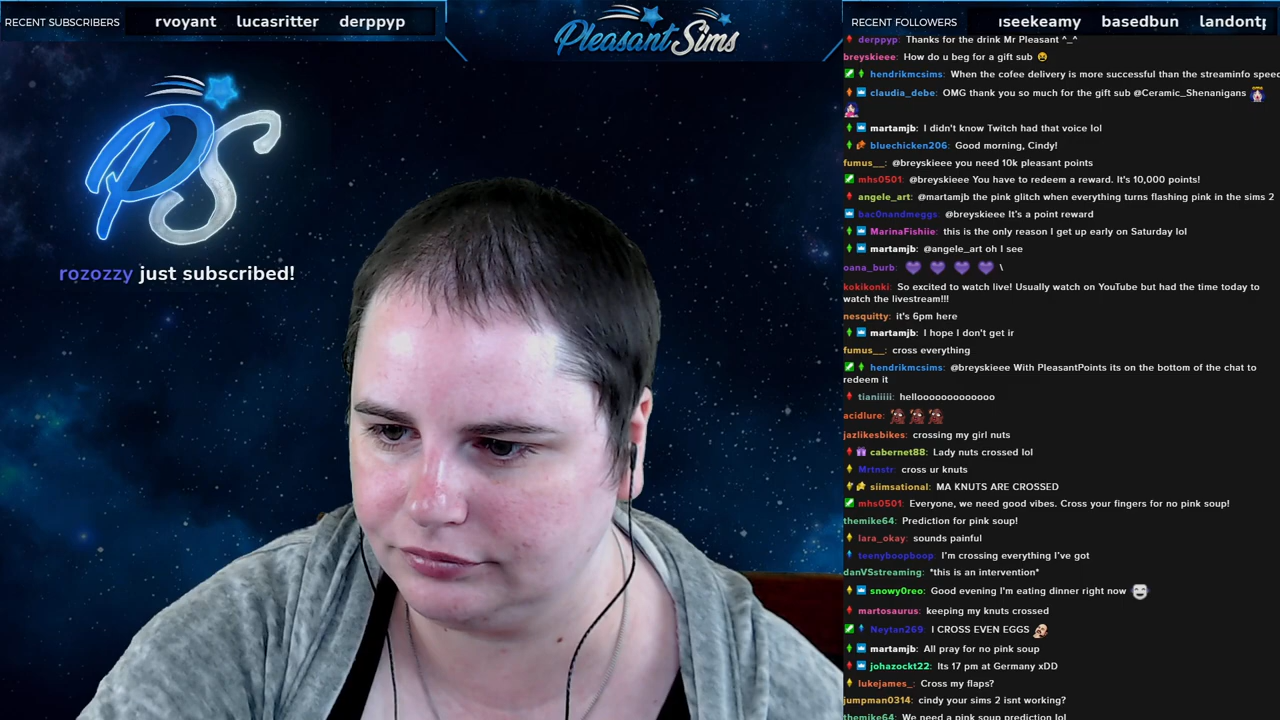 RECENT SUBSCRIBERS rvoyant lucasritter derppyp
PleasantSims
RECENT FOLLOWERS iseekeamy basedbun landontp
PS
rozozzy just subscribed!
derppyp: Thanks for the drink Mr Pleasant ^_^
breyskieee: How do u beg for a gift sub
hendrikmcsims: When the cofee delivery is more successful than the streaminfo speed
claudia_debe: OMG thank you so much for the gift sub @Ceramic_Shenanigans
martamjb: I didn't know Twitch had that voice lol
bluechicken206: Good morning, Cindy!
fumus__: @breyskieee you need 10k pleasant points
mhs0501: @breyskieee You have to redeem a reward. It's 10,000 points!
angele_art: @martamjb the pink glitch when everything turns flashing pink in the sims 2
bac0nandmeggs: @breyskieee It's a point reward
MarinaFishiie: this is the only reason I get up early on Saturday lol
martamjb: @angele_art oh I see
oana_burb: \
kokikonki: So excited to watch live! Usually watch on YouTube but had the time today to
watch the livestream!!!
nesquitty: it's 6pm here
martamjb: I hope I don't get ir
fumus__: cross everything
hendrikmcsims: @breyskieee With PleasantPoints its on the bottom of the chat to
redeem it
tianiiiii: hellooooooooooooo
acidlure:
jazlikesbikes: crossing my girl nuts
cabernet88: Lady nuts crossed lol
Mrtnstr: cross ur knuts
siimsational: MA KNUTS ARE CROSSED
mhs0501: Everyone, we need good vibes. Cross your fingers for no pink soup!
themike64: Prediction for pink soup!
lara_okay: sounds painful
teenyboopboop: I'm crossing everything I've got
danVSstreaming: *this is an intervention*
snowy0reo: Good evening I'm eating dinner right now
martosaurus: keeping my knuts crossed
Neytan269: I CROSS EVEN EGGS
martamjb: All pray for no pink soup
johazockt22: Its 17 pm at Germany xDD
lukejames_: Cross my flaps?
jumpman0314: cindy your sims 2 isnt working?
themike64: We need a pink soup prediction lol